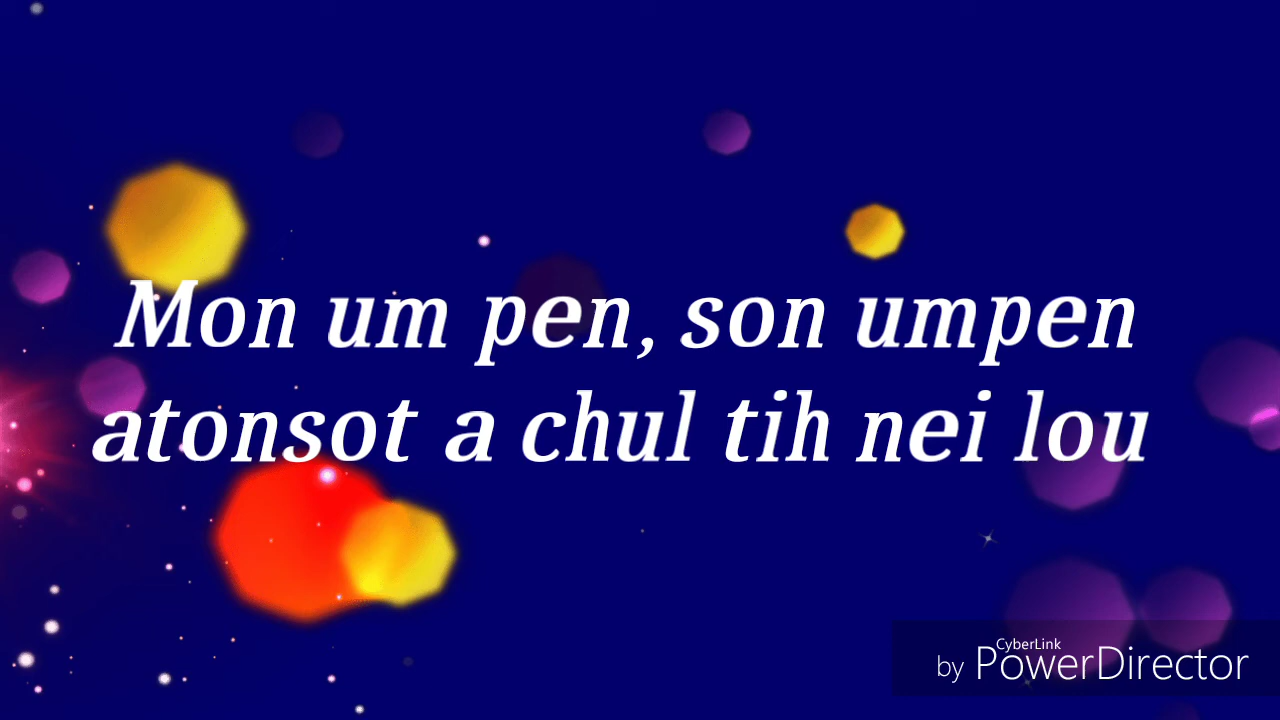 Mon um pen, son umpen
atonsot a chul tih nei lou
CyberLink
by PowerDirector